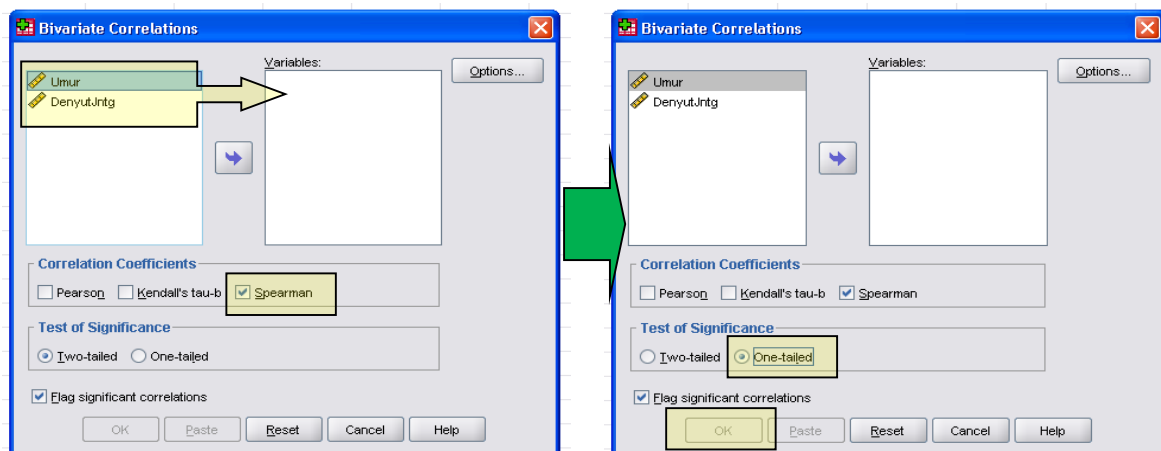 Bivariate Correlations
Umur
DenyutJntg
Variables:
Options...
Correlation Coefficients
Pearson Kendall's tau-b Spearman
Test of Significance
Two-tailed One-tailed
Flag significant correlations
OK Paste Reset Cancel Help
Bivariate Correlations
Umur
DenyutJntg
Variables:
Options...
Correlation Coefficients
Pearson Kendall's tau-b Spearman
Test of Significance
Two-tailed One-tailed
Flag significant correlations
OK Paste Reset Cancel Help